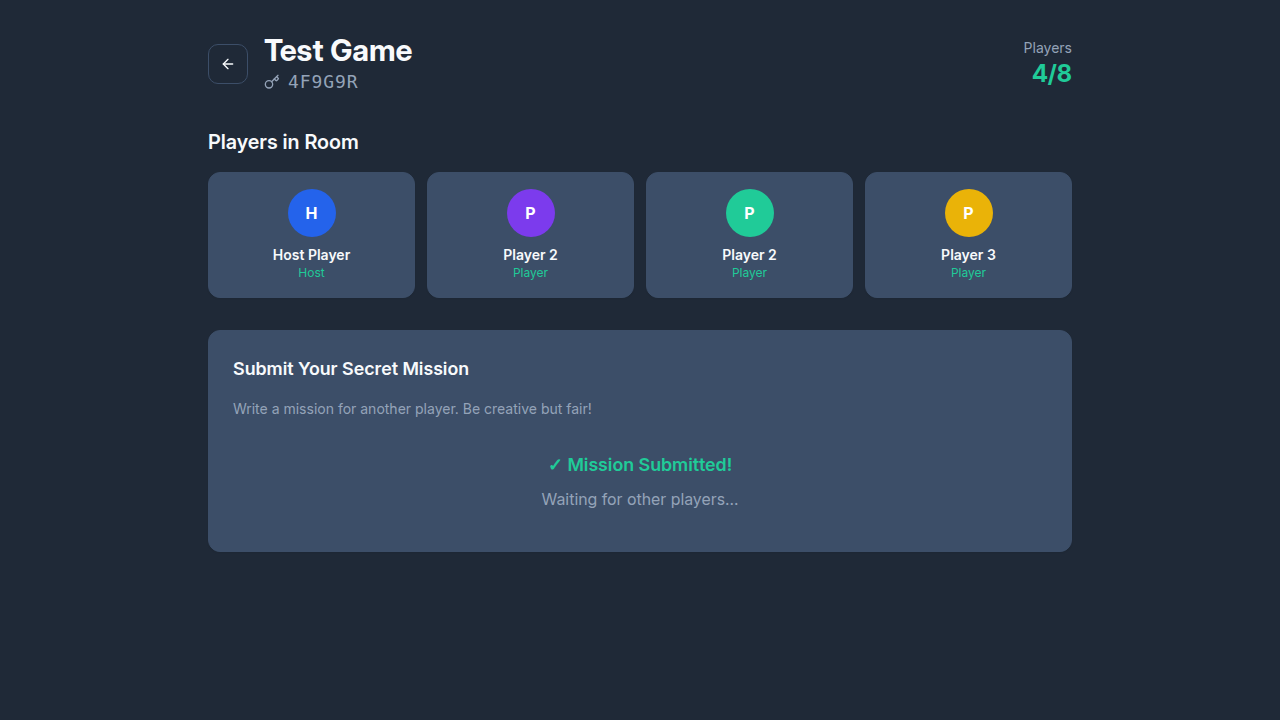 Test Game
4F9G9R
Players
4/8
Players in Room
H
Host Player
Host
P
Player 2
Player
P
Player 2
Player
P
Player 3
Player
Submit Your Secret Mission
Write a mission for another player. Be creative but fair!
✓ Mission Submitted!
Waiting for other players...